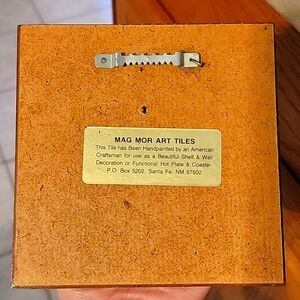 MAG MOR ART TILES
This Tile has Been Handpainted by an American
Craftsman for use as a Beautiful Shelf & Wall
Decoration or Functional Hot Plate & Coaster.
P.O. Box 5202, Santa Fe, NM 87502